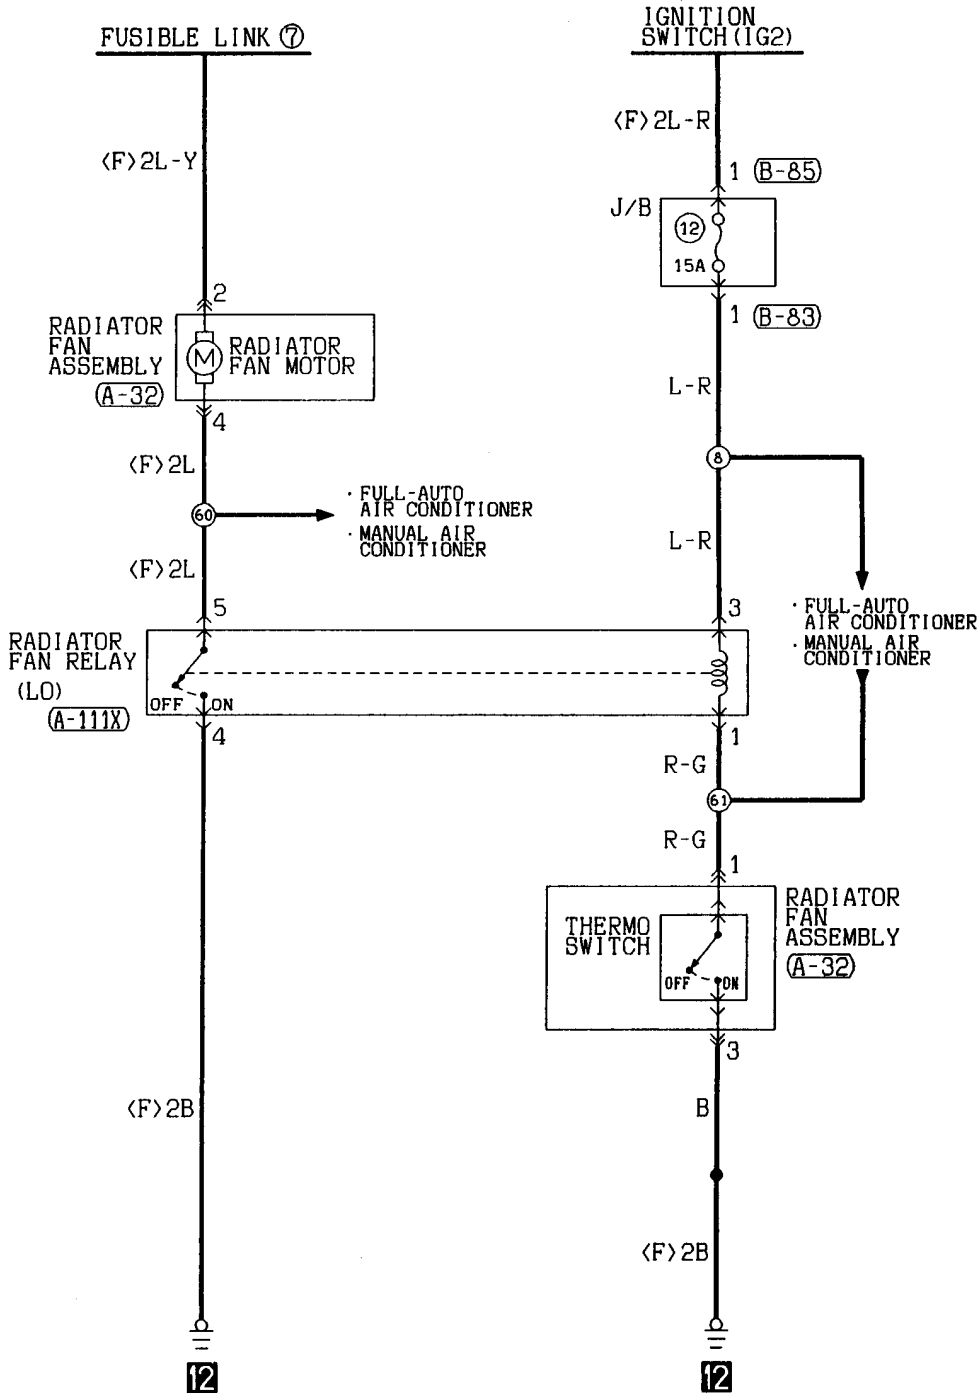 FUSIBLE LINK ⑦
IGNITION
SWITCH(IG2)
<F>2L-R
<F>2L-Y
1 B-85
J/B
12
15A
1 B-83
2
RADIATOR
FAN
ASSEMBLY
A-32
M
RADIATOR
FAN MOTOR
4
L-R
<F>2L
8
60
· FULL-AUTO
AIR CONDITIONER
· MANUAL AIR
CONDITIONER
L-R
<F>2L
5
3
· FULL-AUTO
AIR CONDITIONER
· MANUAL AIR
CONDITIONER
RADIATOR
FAN RELAY
(LO)
A-111X
OFF ON
4
1
R-G
61
R-G
1
RADIATOR
FAN
ASSEMBLY
A-32
THERMO
SWITCH
OFF ON
3
<F>2B
B
<F>2B
12
12